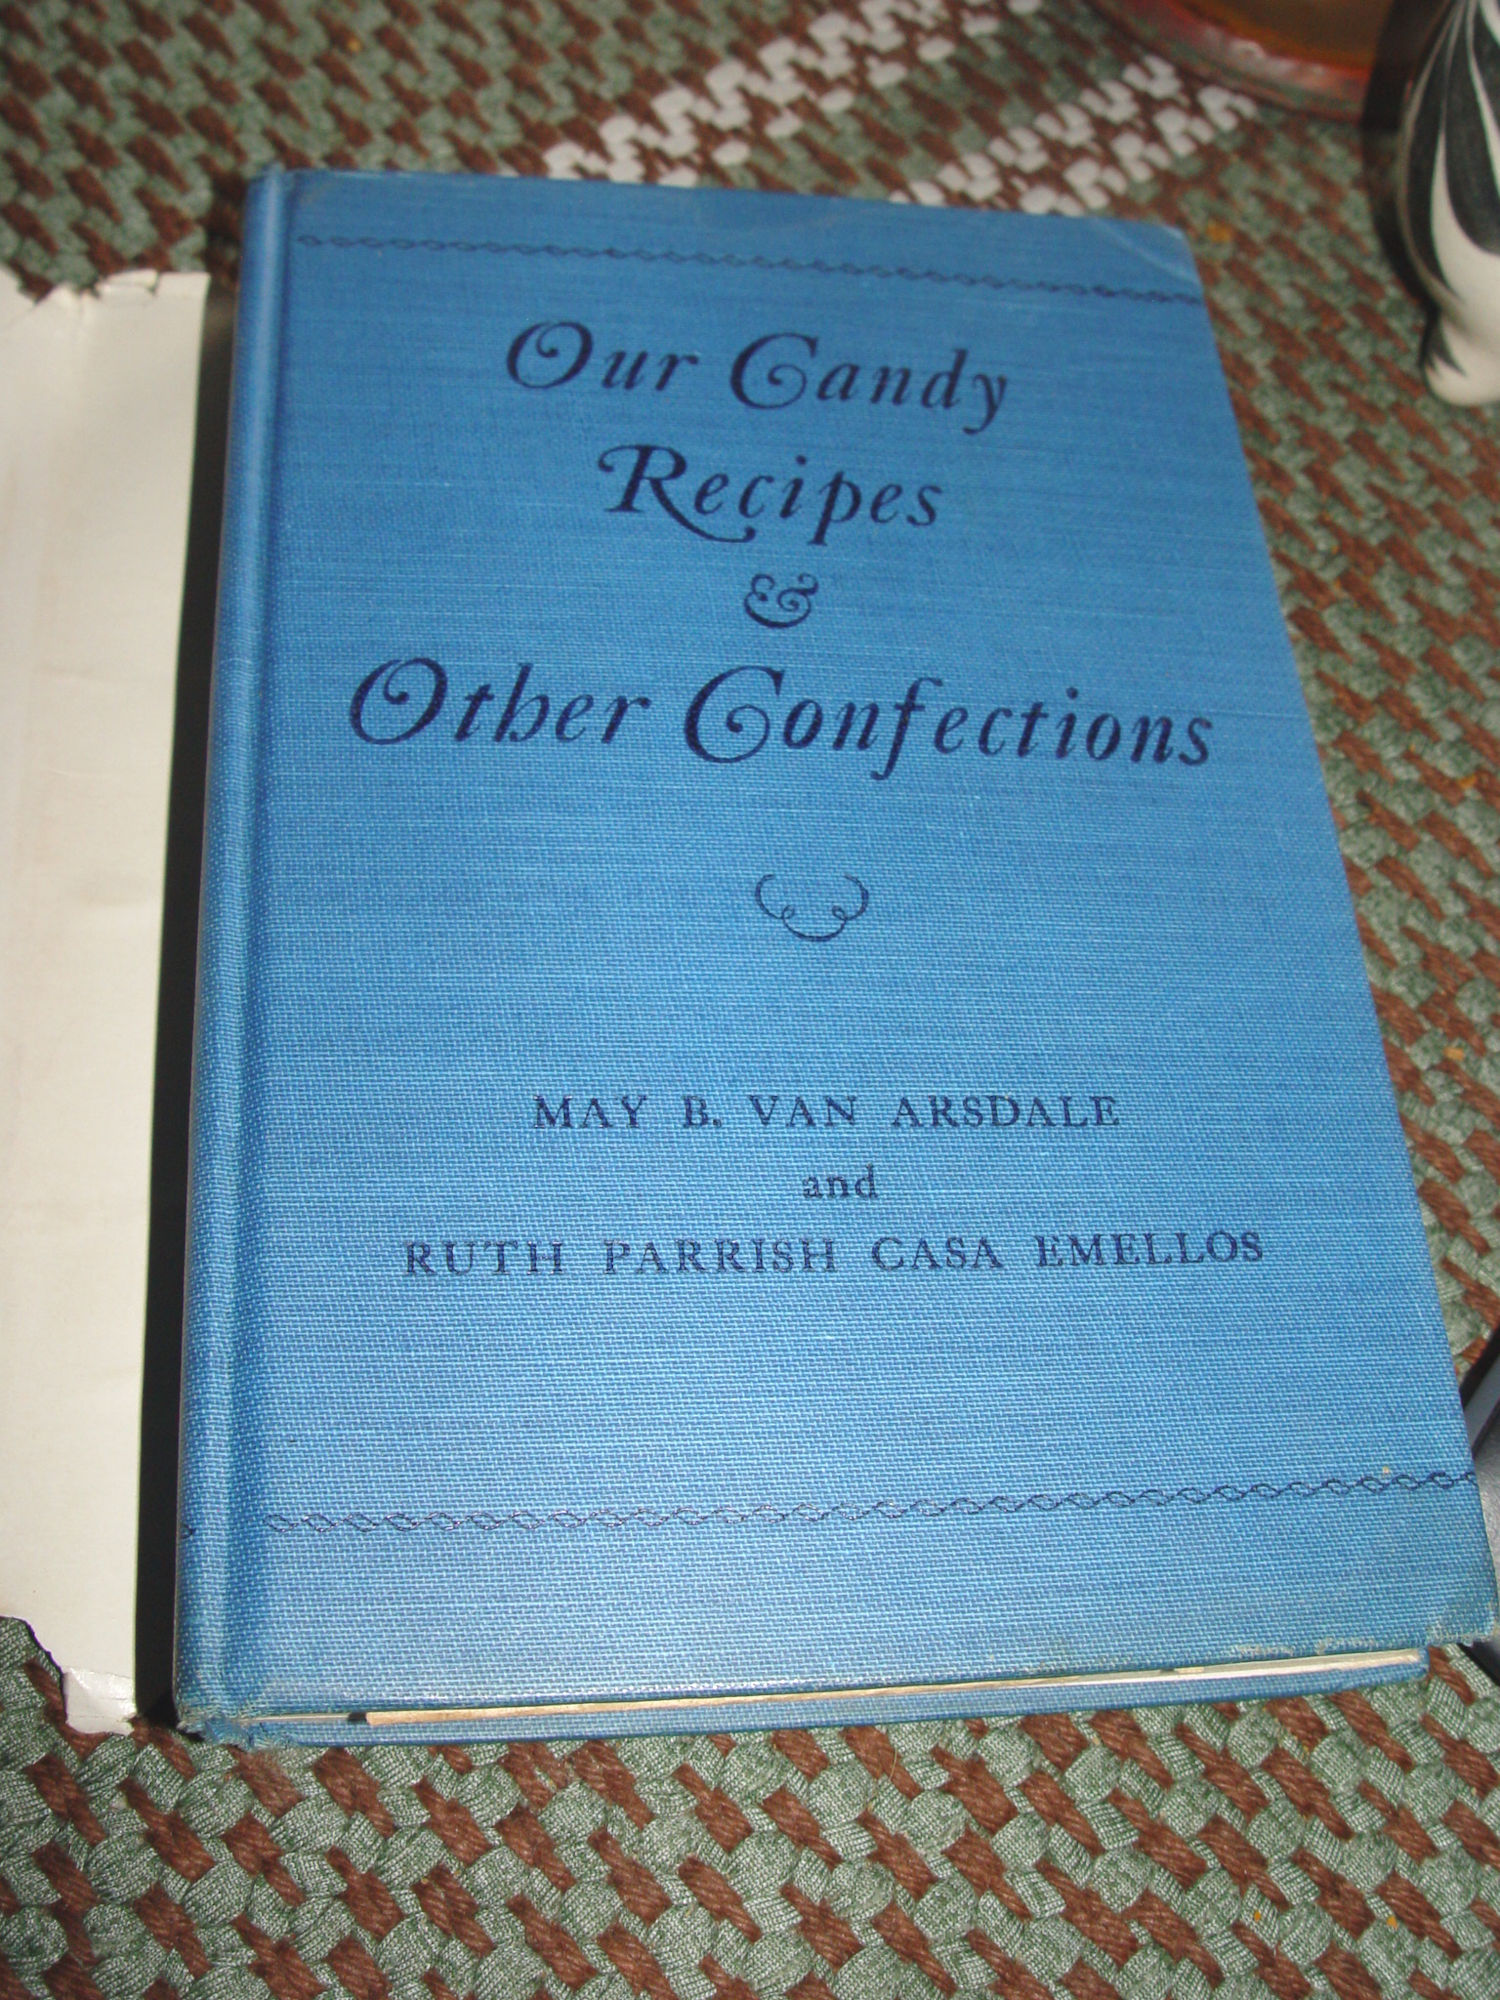 Our Candy
Recipes
&
Other Confections
MAY B. VAN ARSDALE
and
RUTH PARRISH CASA EMELLOS